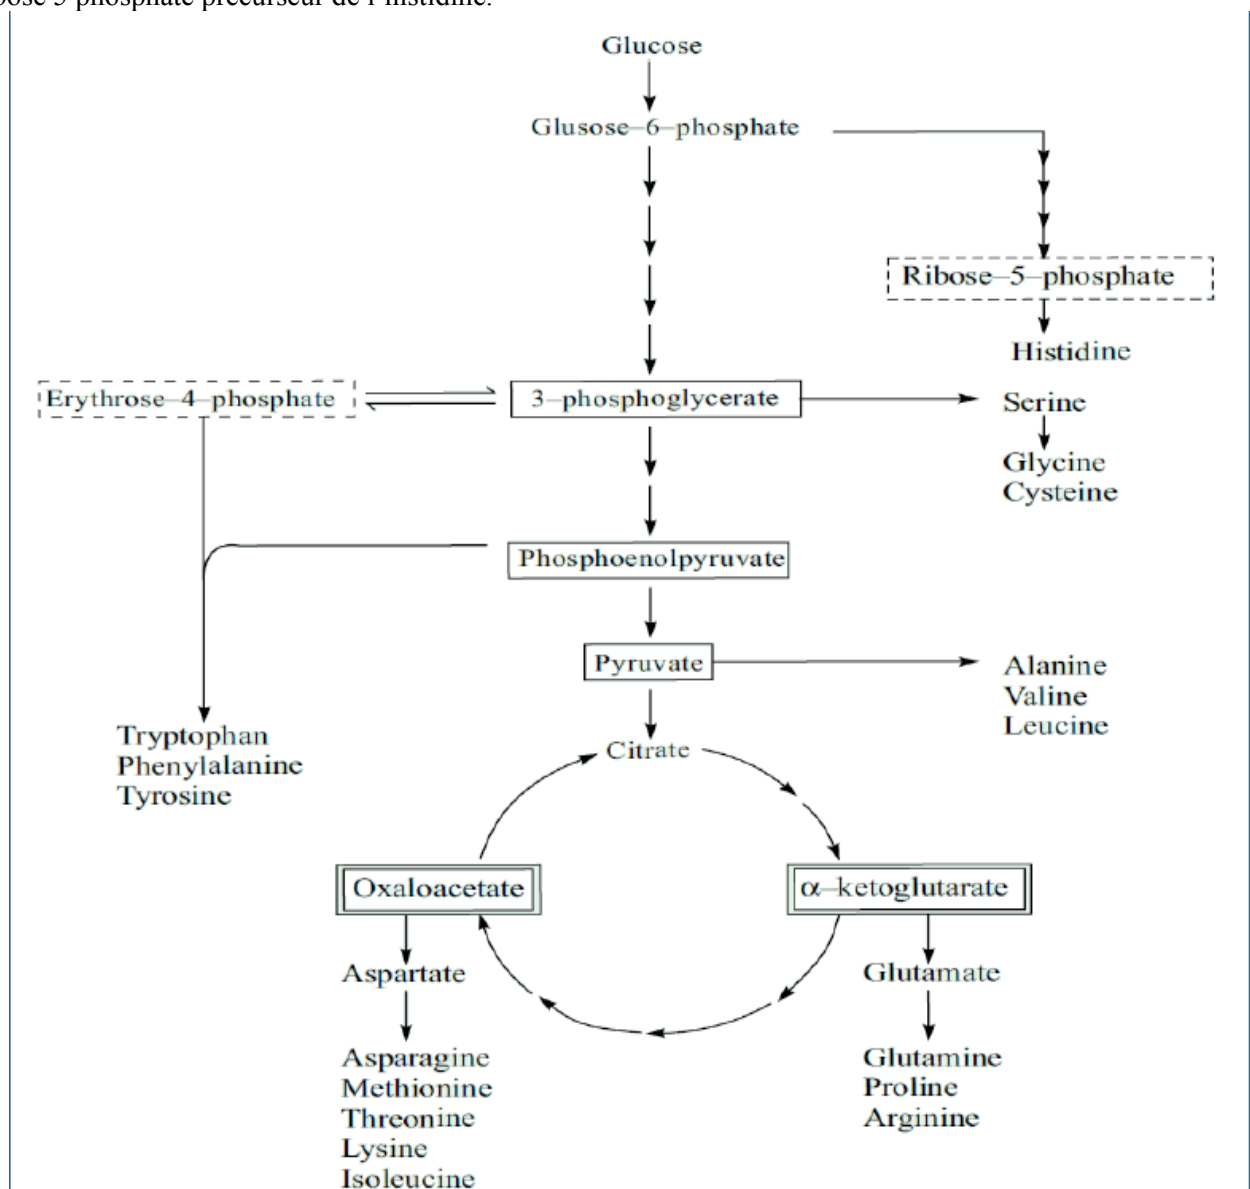 ose 5 phosphate précurseur de l'histidine.
Glucose
Glusose–6–phosphate
Ribose–5–phosphate
Histidine
Erythrose–4–phosphate
3–phosphoglycerate
Serine
Glycine
Cysteine
Phosphoenolpyruvate
Pyruvate
Alanine
Valine
Leucine
Tryptophan
Phenylalanine
Tyrosine
Citrate
Oxaloacetate
α–ketoglutarate
Aspartate
Glutamate
Asparagine
Methionine
Threonine
Lysine
Isoleucine
Glutamine
Proline
Arginine